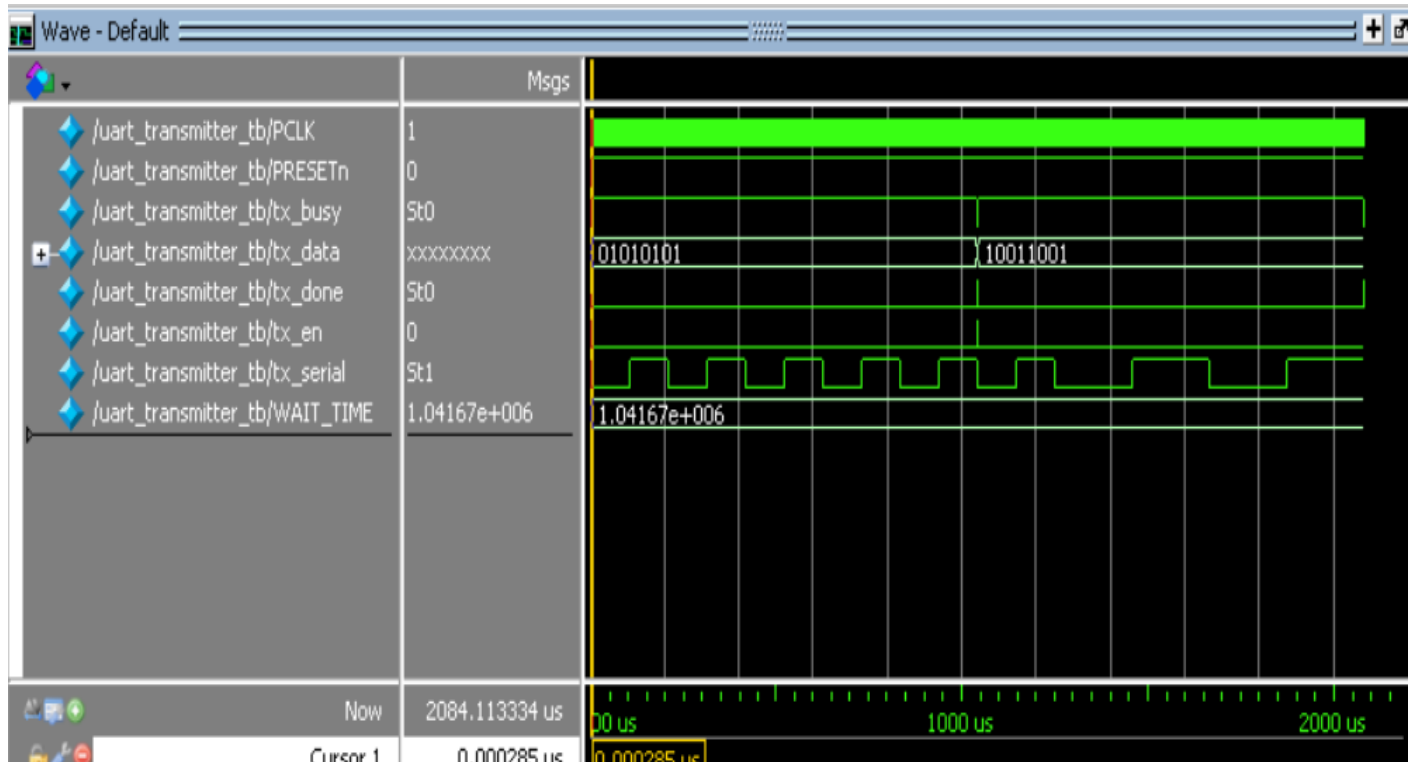 Wave - Default
Msgs
/uart_transmitter_tb/PCLK 1
/uart_transmitter_tb/PRESETn 0
/uart_transmitter_tb/tx_busy St0
/uart_transmitter_tb/tx_data xxxxxxxx 01010101 10011001
/uart_transmitter_tb/tx_done St0
/uart_transmitter_tb/tx_en 0
/uart_transmitter_tb/tx_serial St1
/uart_transmitter_tb/WAIT_TIME 1.04167e+006 1.04167e+006
Now 2084.113334 us 00 us 1000 us 2000 us
Cursor 1 0.000285 us 0.000285 us